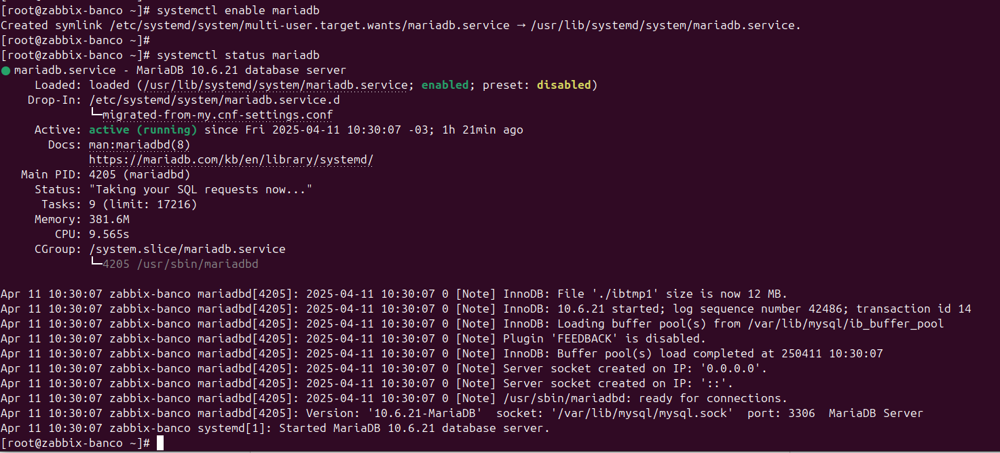 [root@zabbix-banco ~]# systemctl enable mariadb
Created symlink /etc/systemd/system/multi-user.target.wants/mariadb.service → /usr/lib/systemd/system/mariadb.service.
[root@zabbix-banco ~]#
[root@zabbix-banco ~]# systemctl status mariadb
● mariadb.service - MariaDB 10.6.21 database server
     Loaded: loaded (/usr/lib/systemd/system/mariadb.service; enabled; preset: disabled)
    Drop-In: /etc/systemd/system/mariadb.service.d
             └─migrated-from-my.cnf-settings.conf
     Active: active (running) since Fri 2025-04-11 10:30:07 -03; 1h 21min ago
       Docs: man:mariadbd(8)
             https://mariadb.com/kb/en/library/systemd/
   Main PID: 4205 (mariadbd)
     Status: "Taking your SQL requests now..."
      Tasks: 9 (limit: 17216)
     Memory: 381.6M
        CPU: 9.565s
     CGroup: /system.slice/mariadb.service
             └─4205 /usr/sbin/mariadbd
Apr 11 10:30:07 zabbix-banco mariadbd[4205]: 2025-04-11 10:30:07 0 [Note] InnoDB: File './ibtmp1' size is now 12 MB.
Apr 11 10:30:07 zabbix-banco mariadbd[4205]: 2025-04-11 10:30:07 0 [Note] InnoDB: 10.6.21 started; log sequence number 42486; transaction id 14
Apr 11 10:30:07 zabbix-banco mariadbd[4205]: 2025-04-11 10:30:07 0 [Note] InnoDB: Loading buffer pool(s) from /var/lib/mysql/ib_buffer_pool
Apr 11 10:30:07 zabbix-banco mariadbd[4205]: 2025-04-11 10:30:07 0 [Note] Plugin 'FEEDBACK' is disabled.
Apr 11 10:30:07 zabbix-banco mariadbd[4205]: 2025-04-11 10:30:07 0 [Note] InnoDB: Buffer pool(s) load completed at 250411 10:30:07
Apr 11 10:30:07 zabbix-banco mariadbd[4205]: 2025-04-11 10:30:07 0 [Note] Server socket created on IP: '0.0.0.0'.
Apr 11 10:30:07 zabbix-banco mariadbd[4205]: 2025-04-11 10:30:07 0 [Note] Server socket created on IP: '::'.
Apr 11 10:30:07 zabbix-banco mariadbd[4205]: 2025-04-11 10:30:07 0 [Note] /usr/sbin/mariadbd: ready for connections.
Apr 11 10:30:07 zabbix-banco mariadbd[4205]: Version: '10.6.21-MariaDB'  socket: '/var/lib/mysql/mysql.sock'  port: 3306  MariaDB Server
Apr 11 10:30:07 zabbix-banco systemd[1]: Started MariaDB 10.6.21 database server.
[root@zabbix-banco ~]#